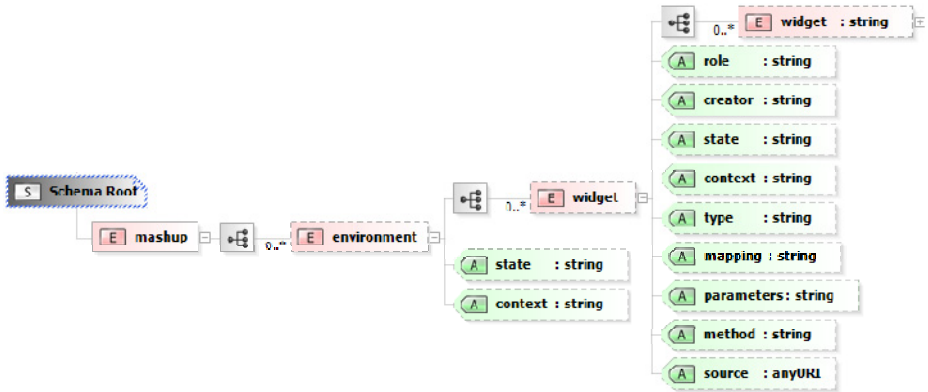 E widget : string
0..*
A role : string
A creator : string
A state : string
A context : string
S Schema Root
E widget
0..*
A type : string
E mashup
E environment
0..*
A mapping : string
A state : string
A parameters : string
A context : string
A method : string
A source : anyURI